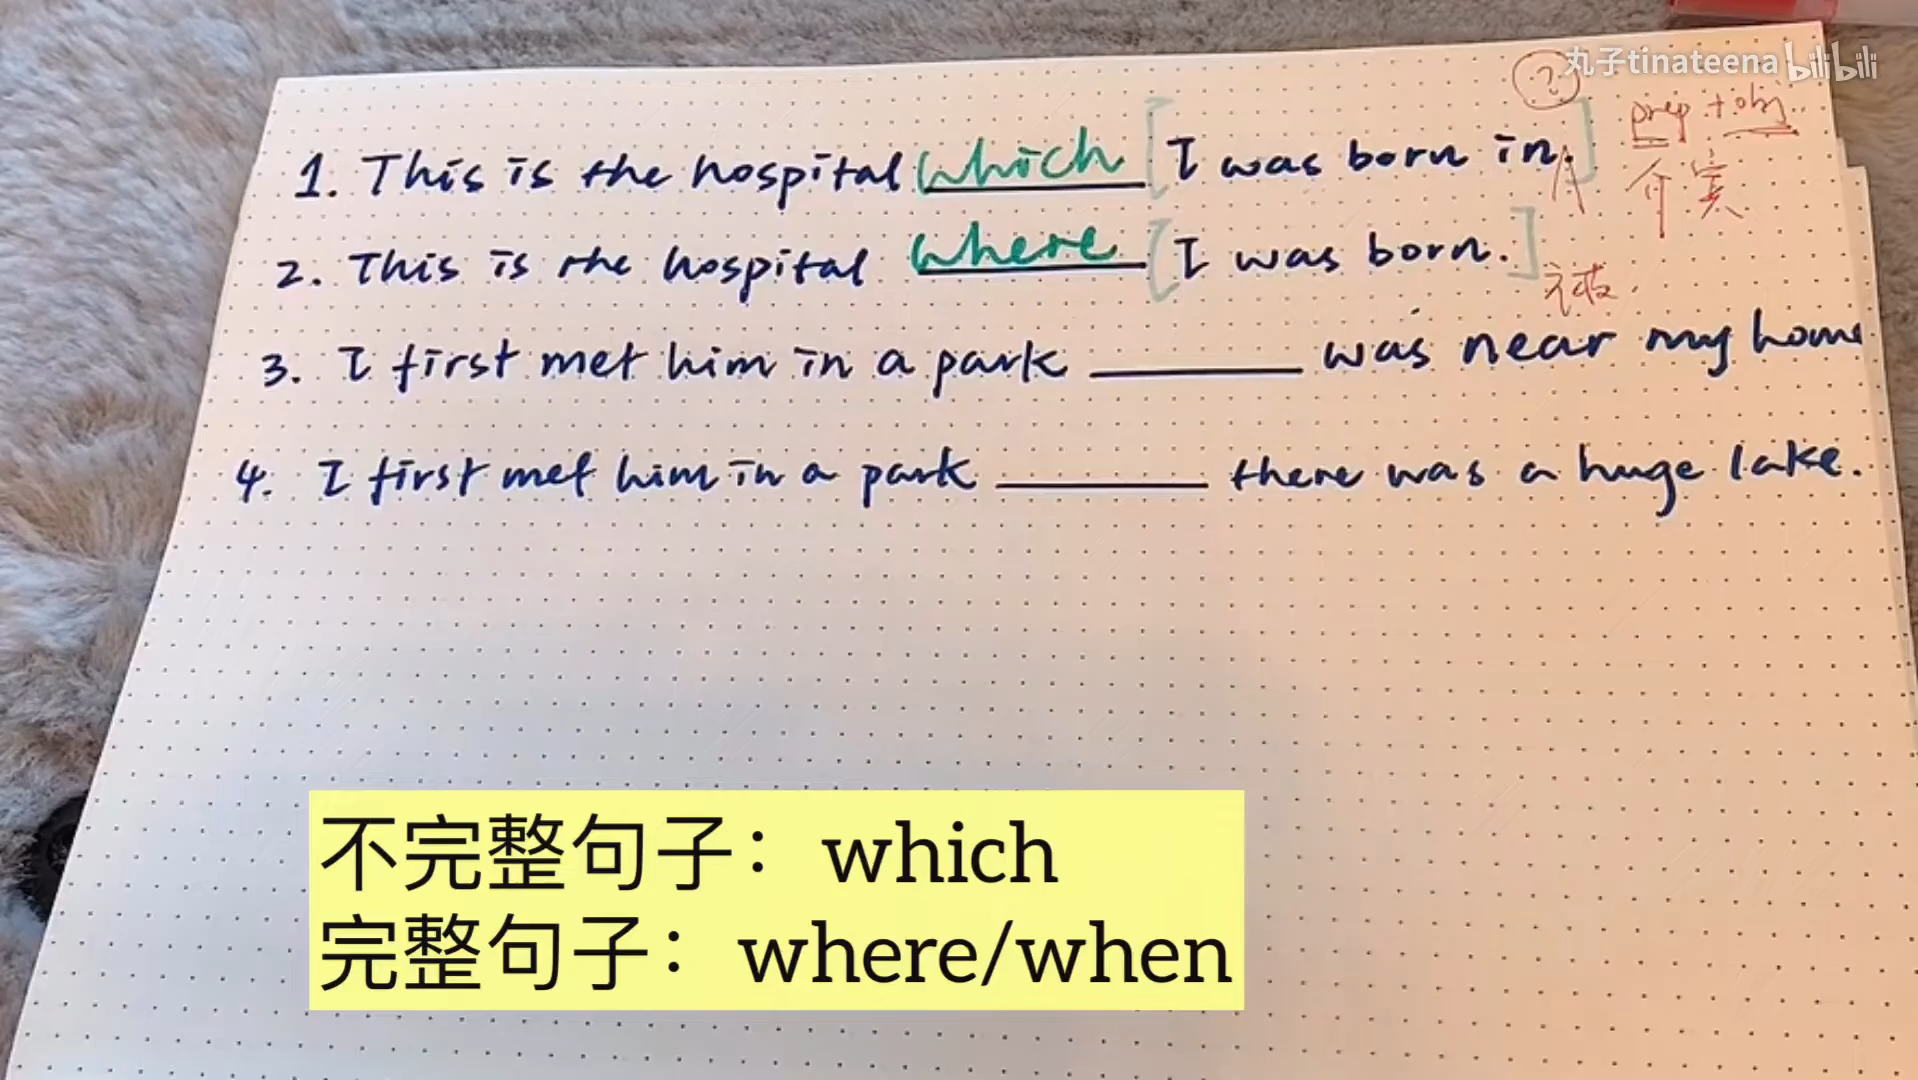 丸子tinateena bilibili
?
prep + obj
介 宾
1. This is the hospital which [I was born in.]
2. This is the hospital where [I was born.]
3. I first met him in a park ______ was near my home
4. I first met him in a park ______ there was a huge lake.
不完整句子：which
完整句子：where/when